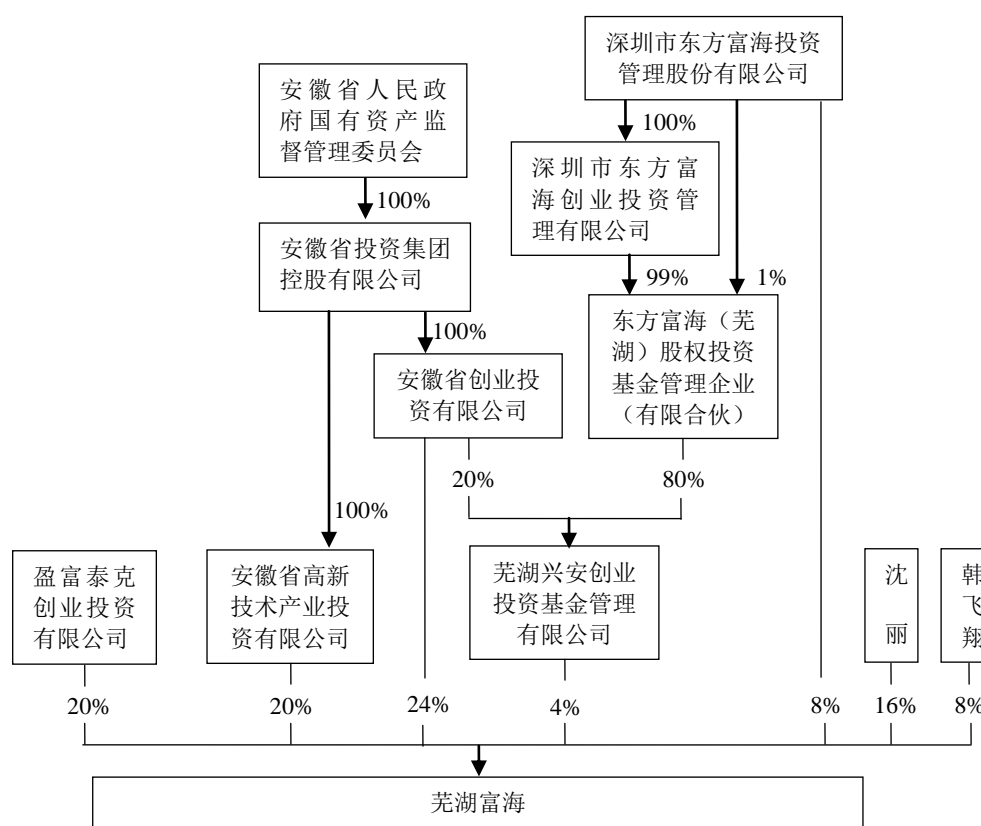 深圳市东方富海投资
管理股份有限公司
安徽省人民政
府国有资产监
督管理委员会
100%
深圳市东方富
海创业投资管
理有限公司
100%
安徽省投资集团
控股有限公司
99%
1%
东方富海（芜
湖）股权投资
基金管理企业
（有限合伙）
100%
安徽省创业投
资有限公司
20%
80%
100%
盈富泰克
创业投资
有限公司
安徽省高新
技术产业投
资有限公司
芜湖兴安创业
投资基金管理
有限公司
沈
丽
韩
飞
翔
20%
20%
24%
4%
8%
16%
8%
芜湖富海